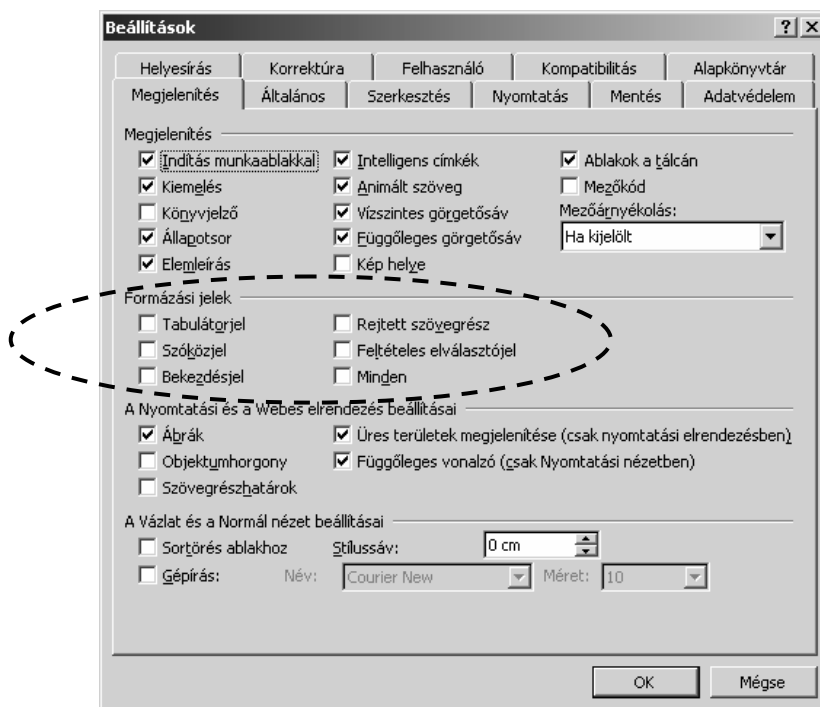 Beállítások
Helyesírás Korrektúra Felhasználó Kompatibilitás Alapkönyvtár
Megjelenítés Általános Szerkesztés Nyomtatás Mentés Adatvédelem
Megjelenítés
Indítás munkaablakkal Intelligens címkék Ablakok a tálcán
Kiemelés Animált szöveg Mezőkód
Könyvjelző Vízszintes görgetősáv Mezőárnyékolás:
Állapotsor Függőleges görgetősáv Ha kijelölt
Elemleírás Kép helye
Formázási jelek
Tabulátorjel Rejtett szövegrész
Szóközjel Feltételes elválasztójel
Bekezdésjel Minden
A Nyomtatási és a Webes elrendezés beállításai
Ábrák Üres területek megjelenítése (csak nyomtatási elrendezésben)
Objektumhorgony Függőleges vonalzó (csak Nyomtatási nézetben)
Szövegrészhatárok
A Vázlat és a Normál nézet beállításai
Sortörés ablakhoz Stílussáv: 0 cm
Gépírás: Név: Courier New Méret: 10
OK Mégse